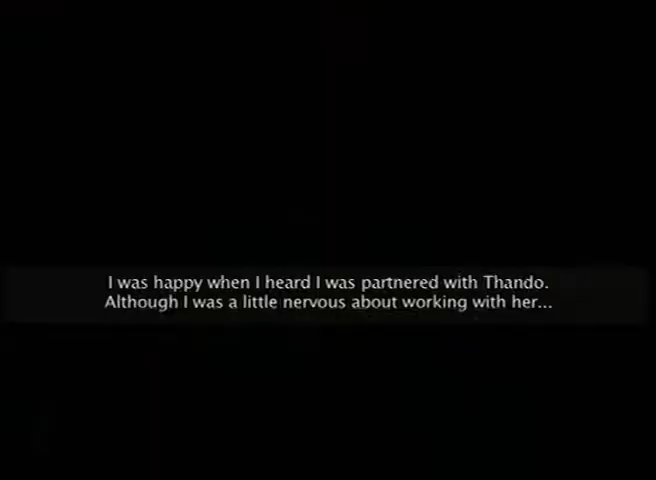 I was happy when I heard I was partnered with Thando.
Although I was a little nervous about working with her...